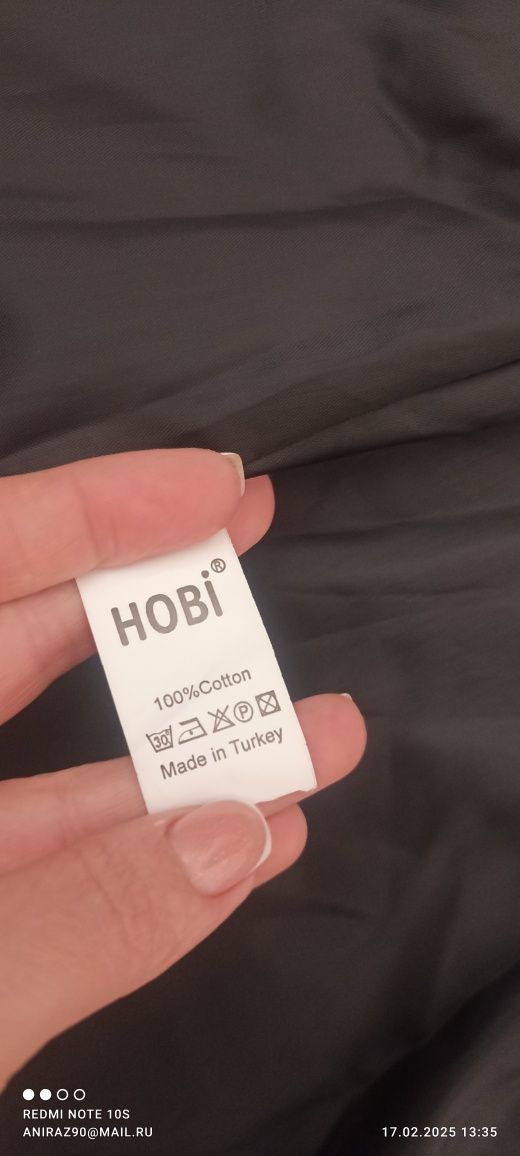 HOBi®
100%Cotton
30° P
Made in Turkey
REDMI NOTE 10S
ANIRAZ90@MAIL.RU
17.02.2025 13:35